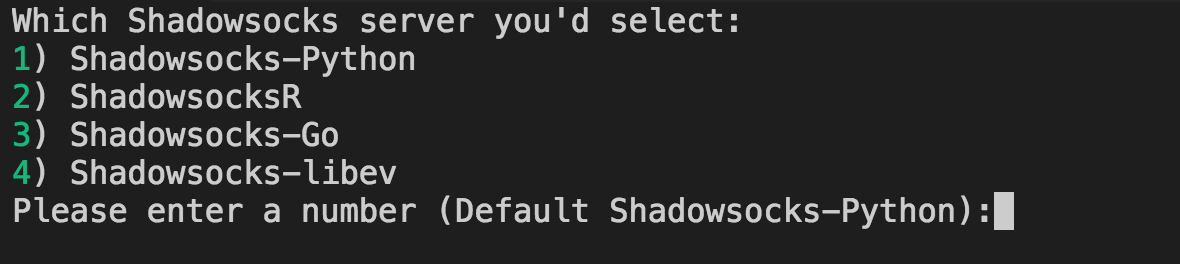 Which Shadowsocks server you'd select:
1) Shadowsocks-Python
2) ShadowsocksR
3) Shadowsocks-Go
4) Shadowsocks-libev
Please enter a number (Default Shadowsocks-Python):